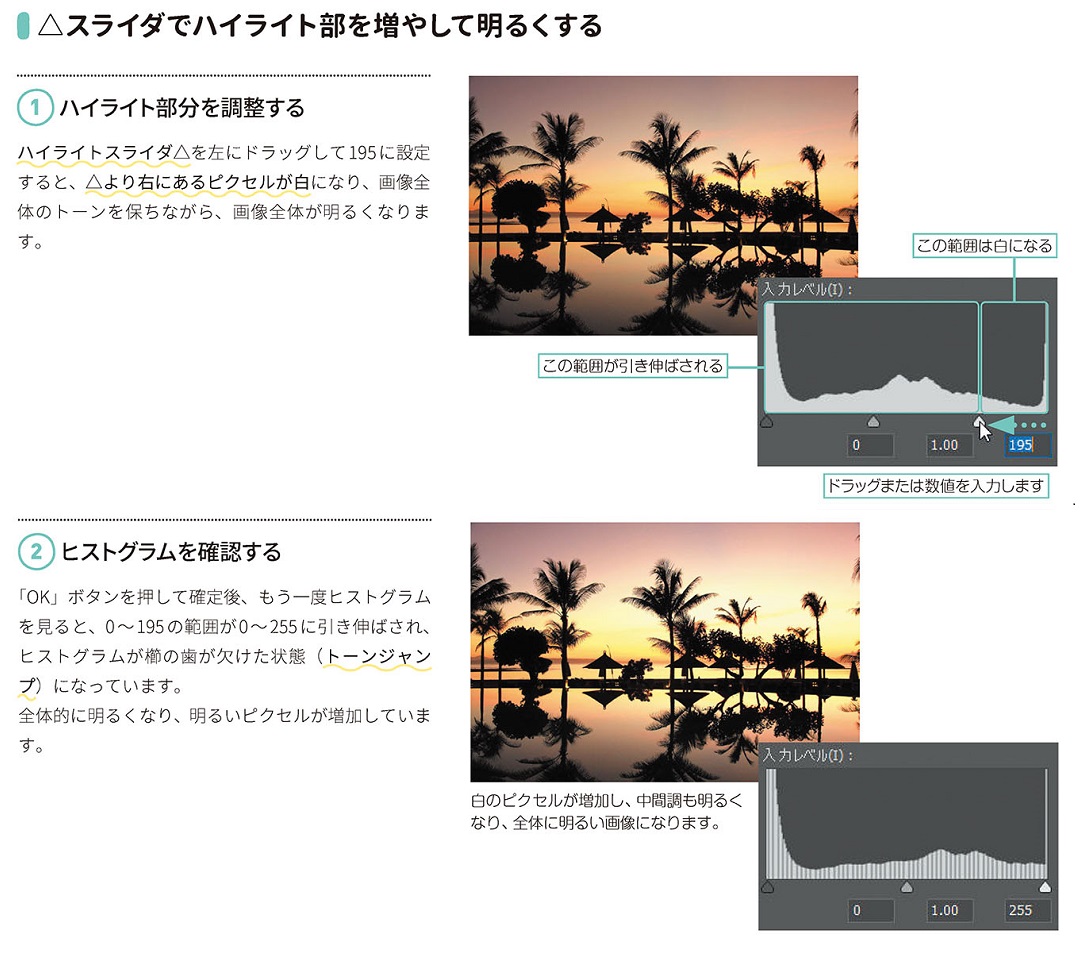 △スライダでハイライト部を増やして明るくする
1 ハイライト部分を調整する
ハイライトスライダ△を左にドラッグして195に設定
すると、△より右にあるピクセルが白になり、画像全
体のトーンを保ちながら、画像全体が明るくなりま
す。
この範囲は白になる
入力レベル(I)：
この範囲が引き伸ばされる
0 1.00 195
ドラッグまたは数値を入力します
2 ヒストグラムを確認する
「OK」ボタンを押して確定後、もう一度ヒストグラム
を見ると、0～195の範囲が0～255に引き伸ばされ、
ヒストグラムが櫛の歯が欠けた状態（トーンジャン
プ）になっています。
全体的に明るくなり、明るいピクセルが増加していま
す。
白のピクセルが増加し、中間調も明るく
なり、全体に明るい画像になります。
入力レベル(I)：
0 1.00 255